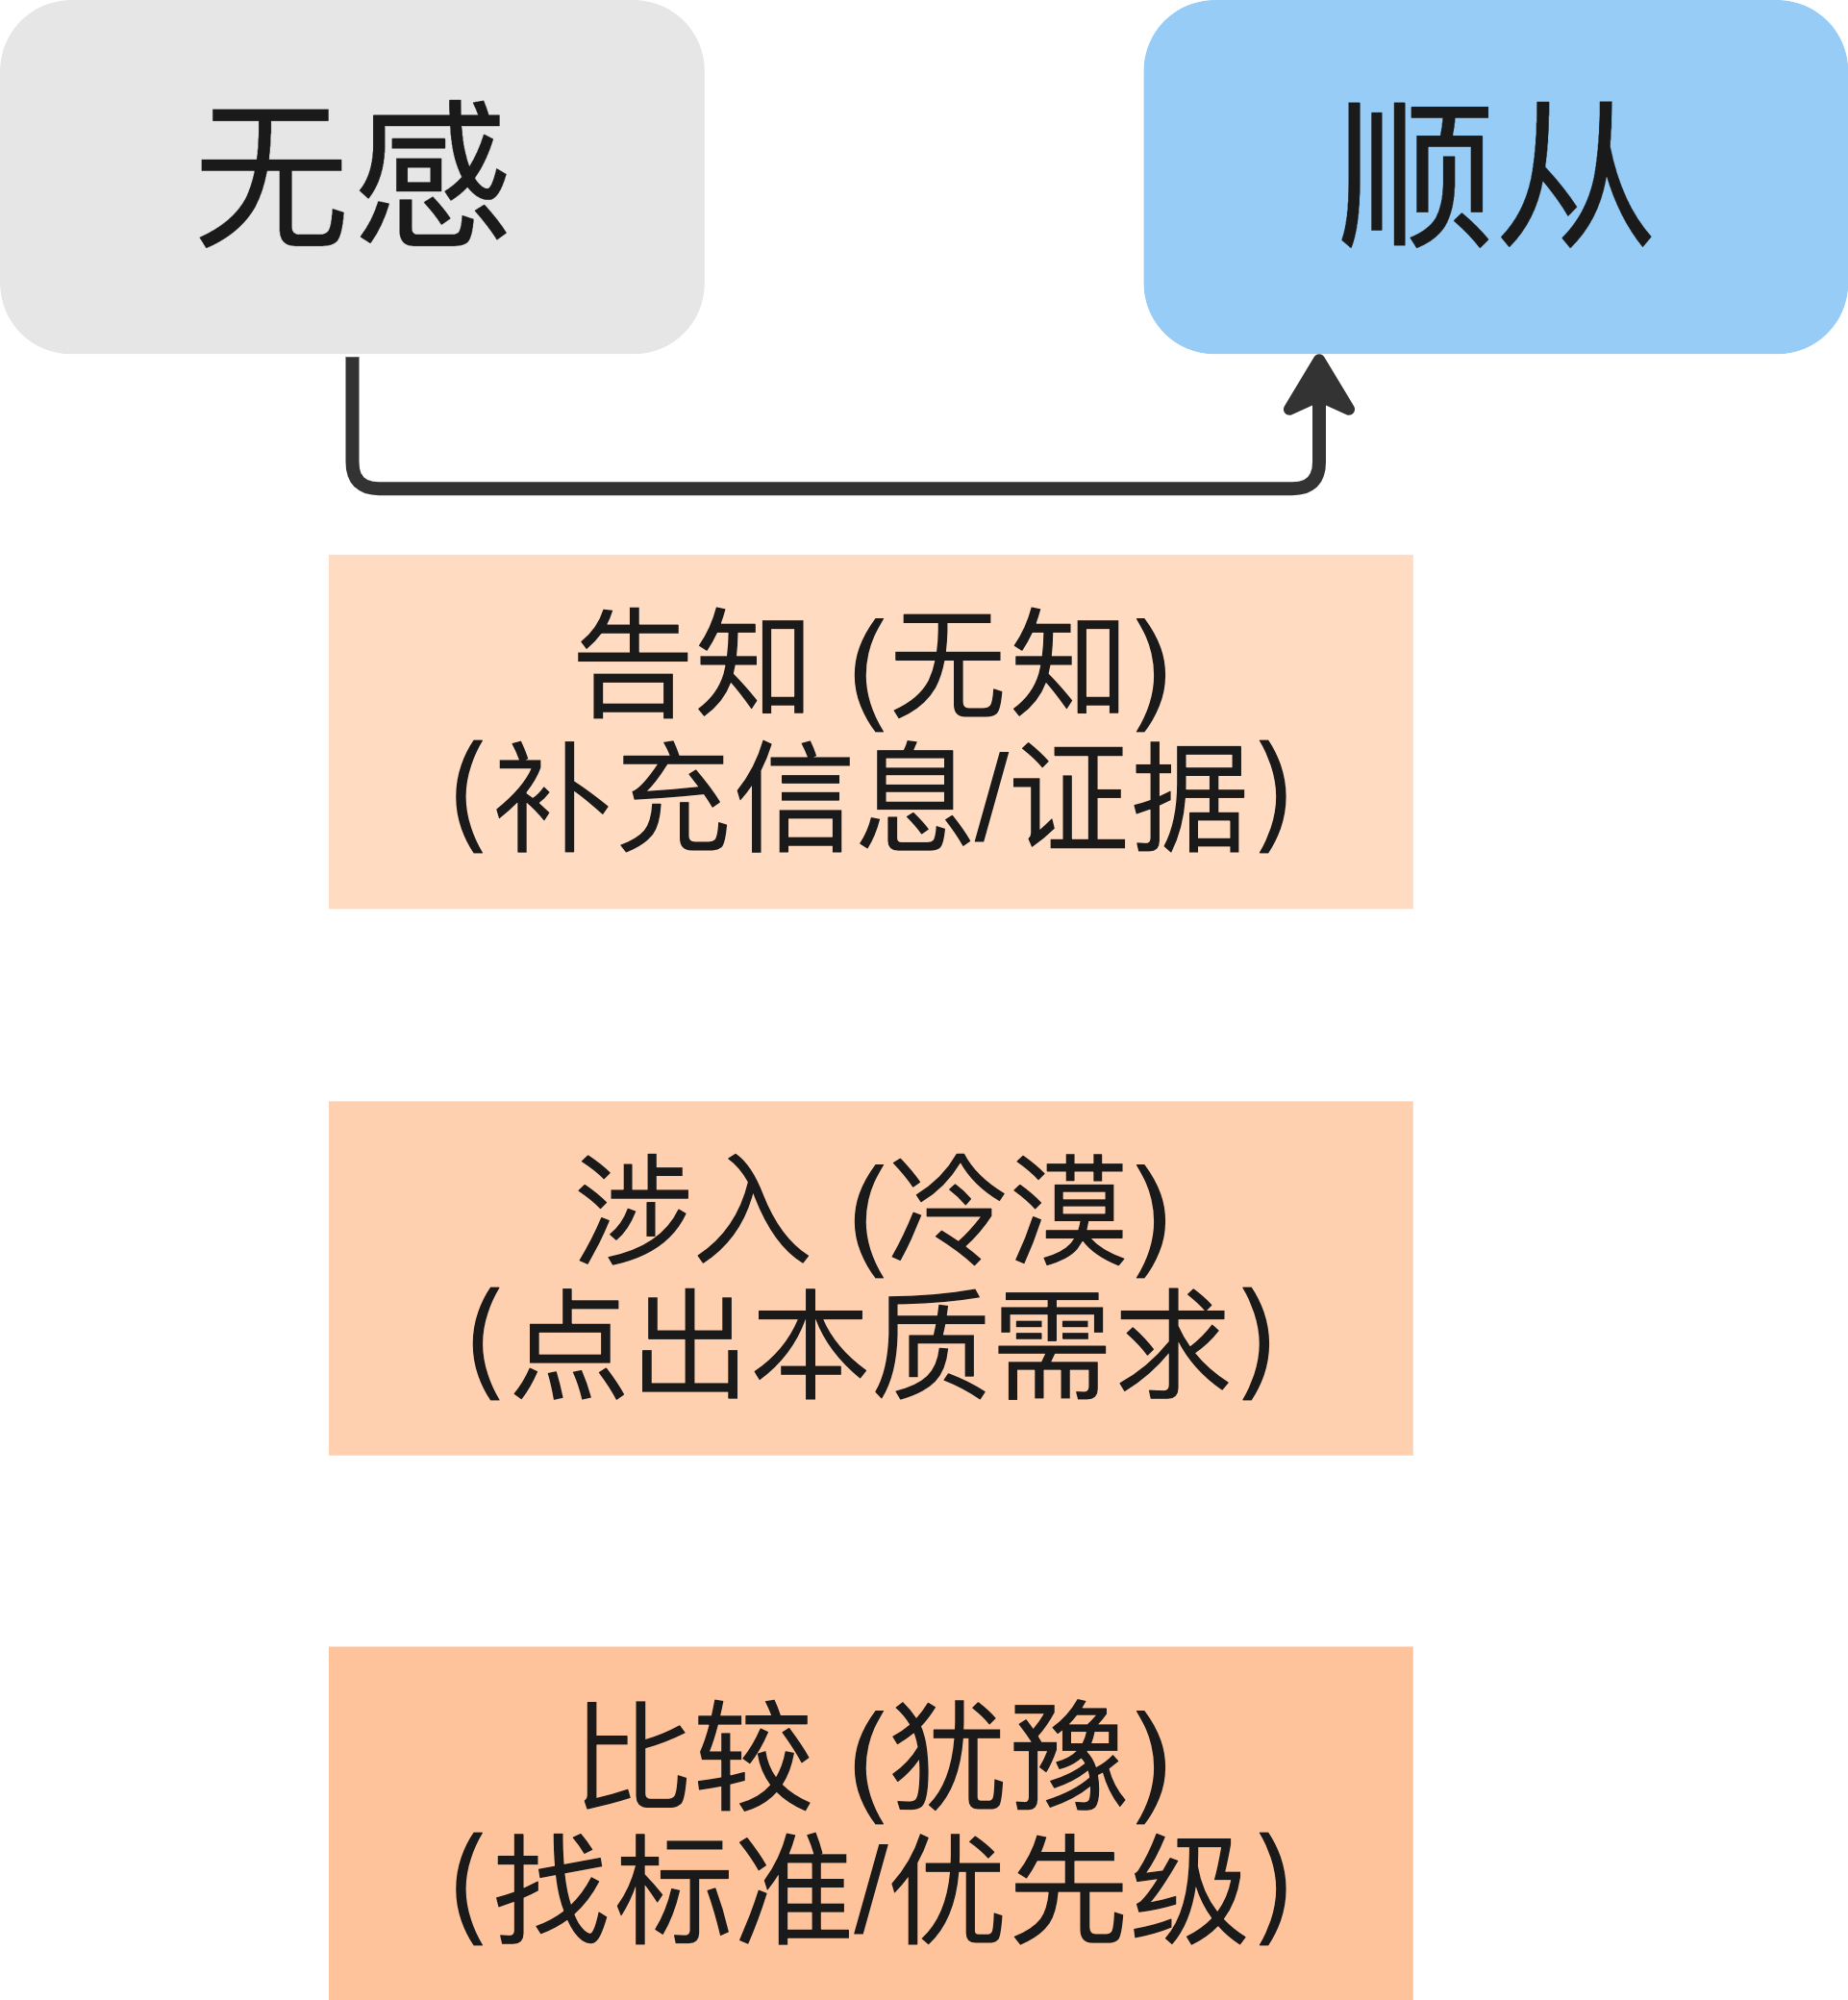 无感
顺从
告知 (无知)
(补充信息/证据)
涉入 (冷漠)
(点出本质需求)
比较 (犹豫)
(找标准/优先级)